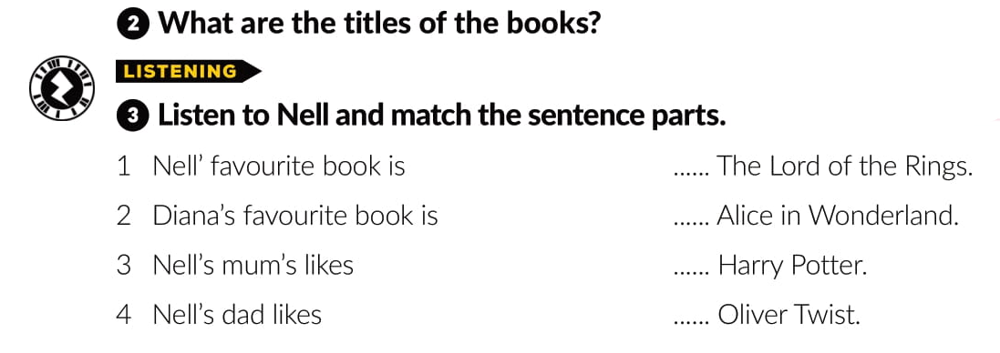 2 What are the titles of the books?
LISTENING
3 Listen to Nell and match the sentence parts.
1 Nell’ favourite book is ...... The Lord of the Rings.
2 Diana’s favourite book is ...... Alice in Wonderland.
3 Nell’s mum’s likes ...... Harry Potter.
4 Nell’s dad likes ...... Oliver Twist.